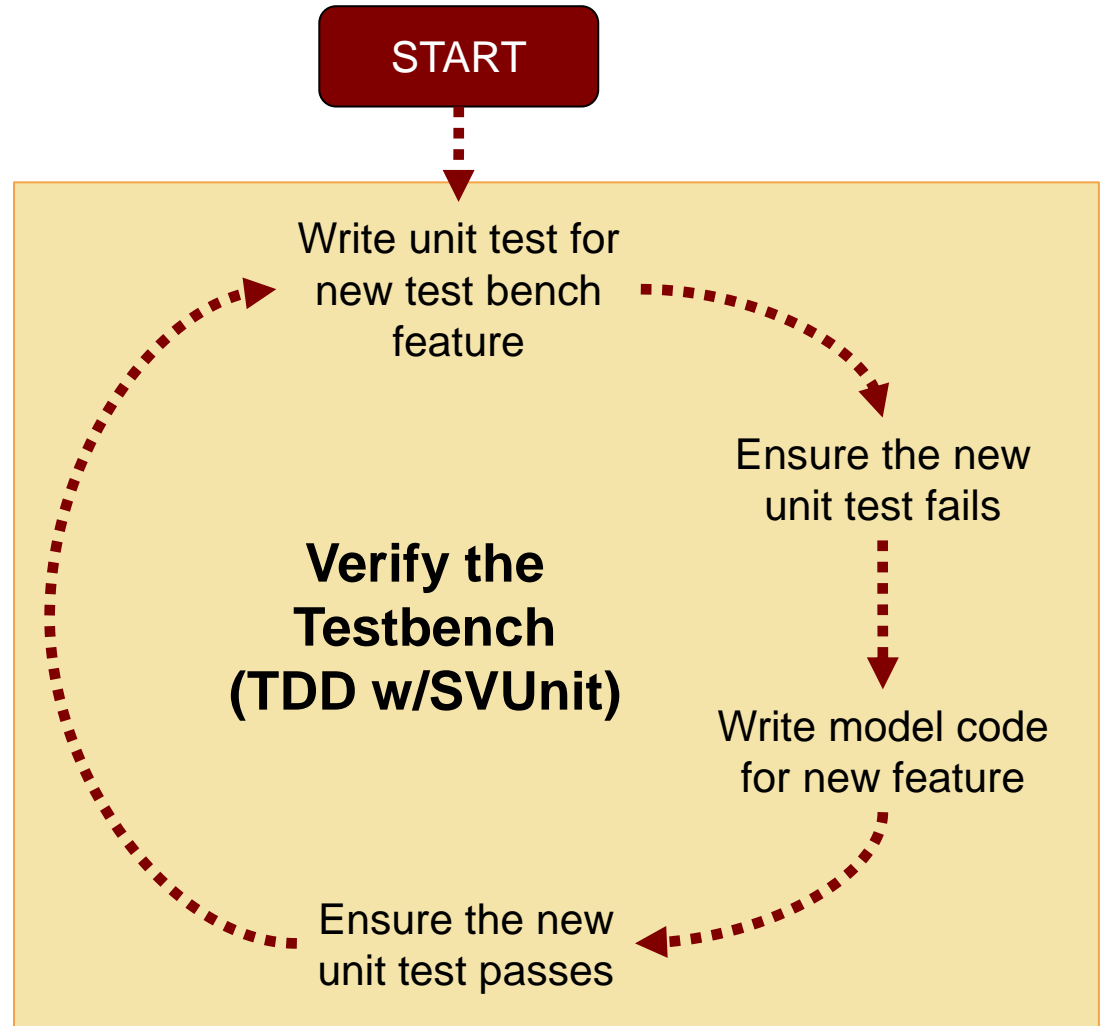 START
Write unit test for
new test bench
feature
Ensure the new
unit test fails
Verify the
Testbench
(TDD w/SVUnit)
Write model code
for new feature
Ensure the new
unit test passes